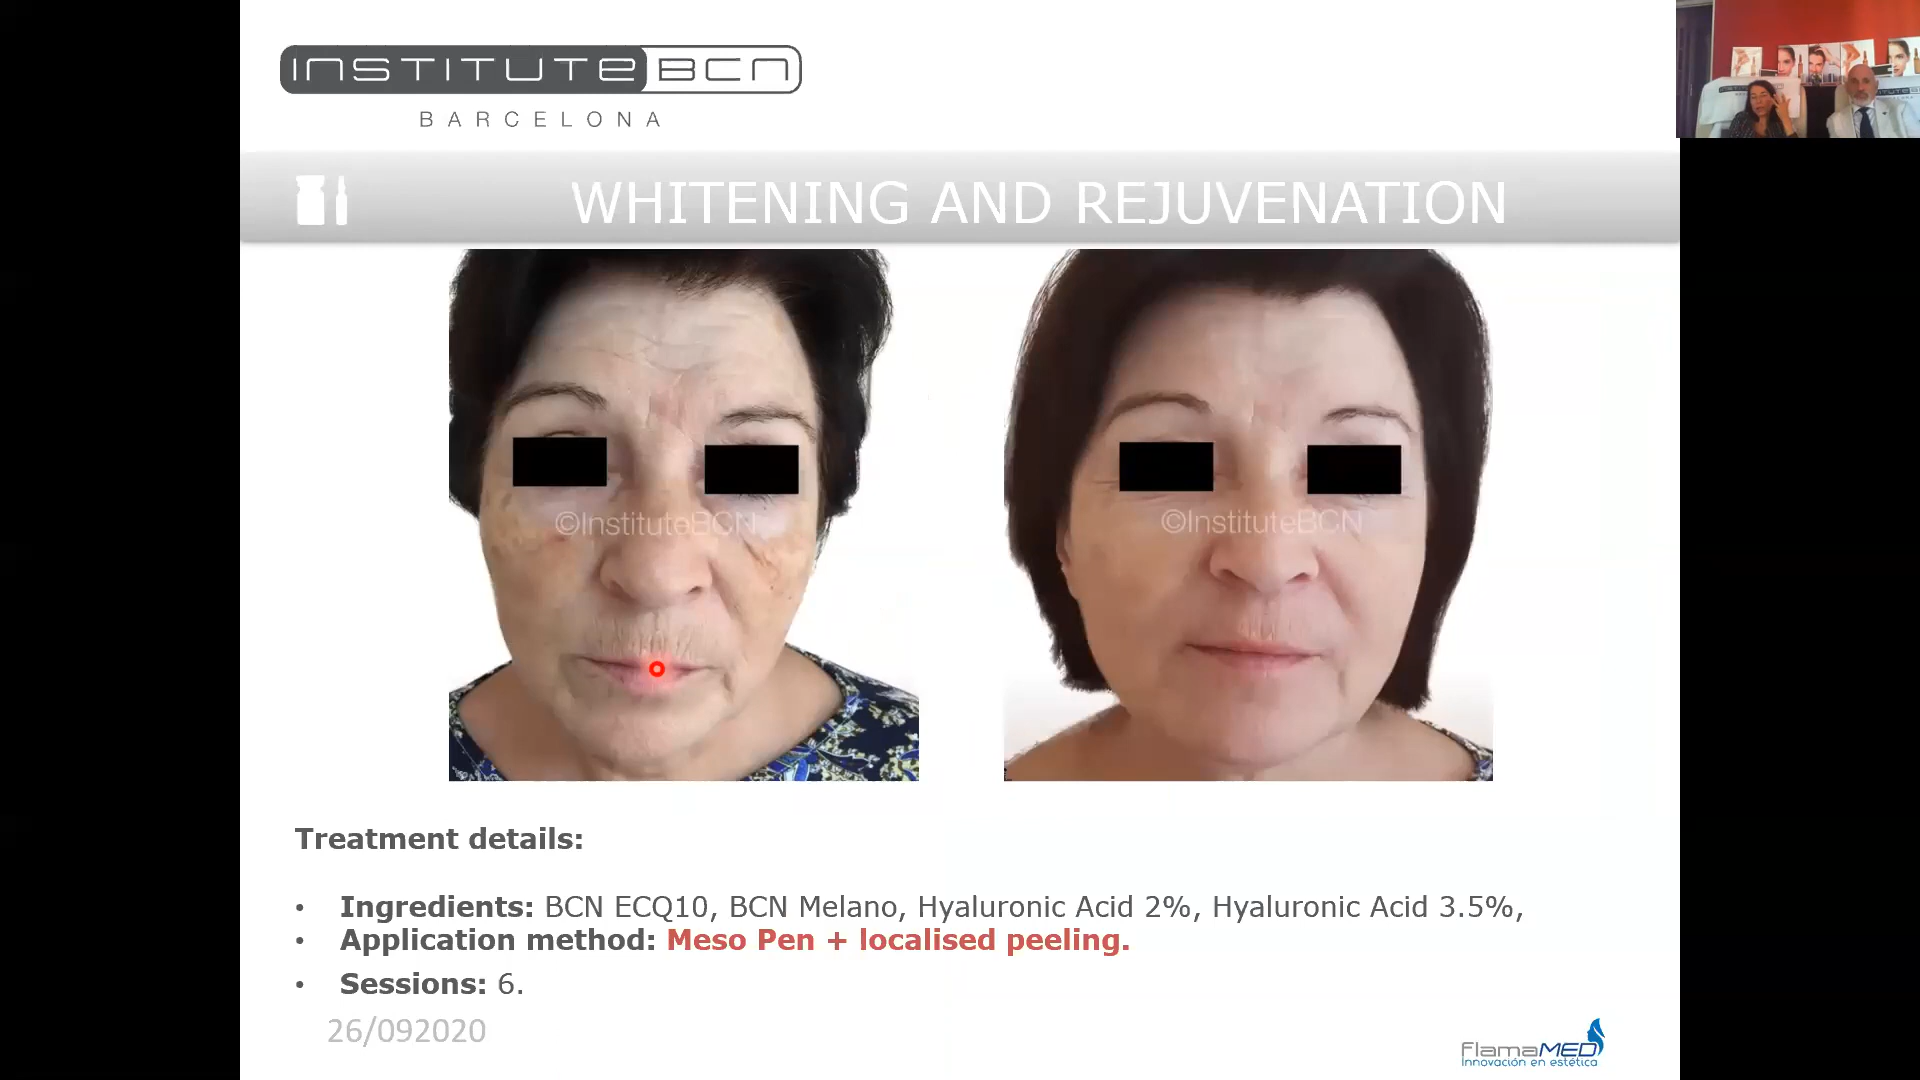 INSTITUTE BCN
BARCELONA
WHITENING AND REJUVENATION
©InstituteBCN
©InstituteBCN
Treatment details:
• Ingredients: BCN ECQ10, BCN Melano, Hyaluronic Acid 2%, Hyaluronic Acid 3.5%,
• Application method: Meso Pen + localised peeling.
• Sessions: 6.
26/092020
FlamaMED
Innovación en estética